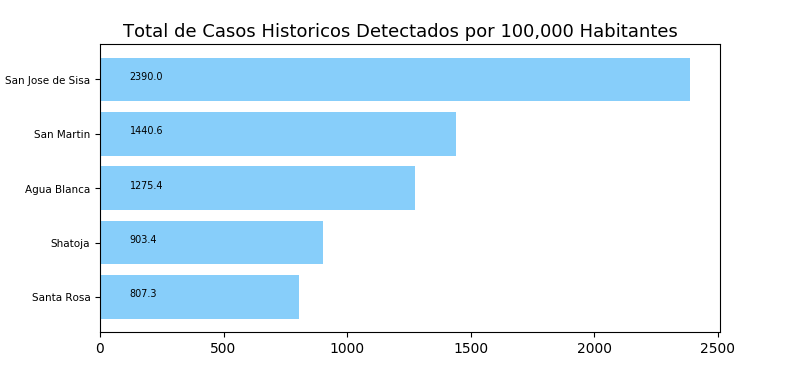 Total de Casos Historicos Detectados por 100,000 Habitantes
San Jose de Sisa 2390.0
San Martin 1440.6
Agua Blanca 1275.4
Shatoja 903.4
Santa Rosa 807.3
0 500 1000 1500 2000 2500